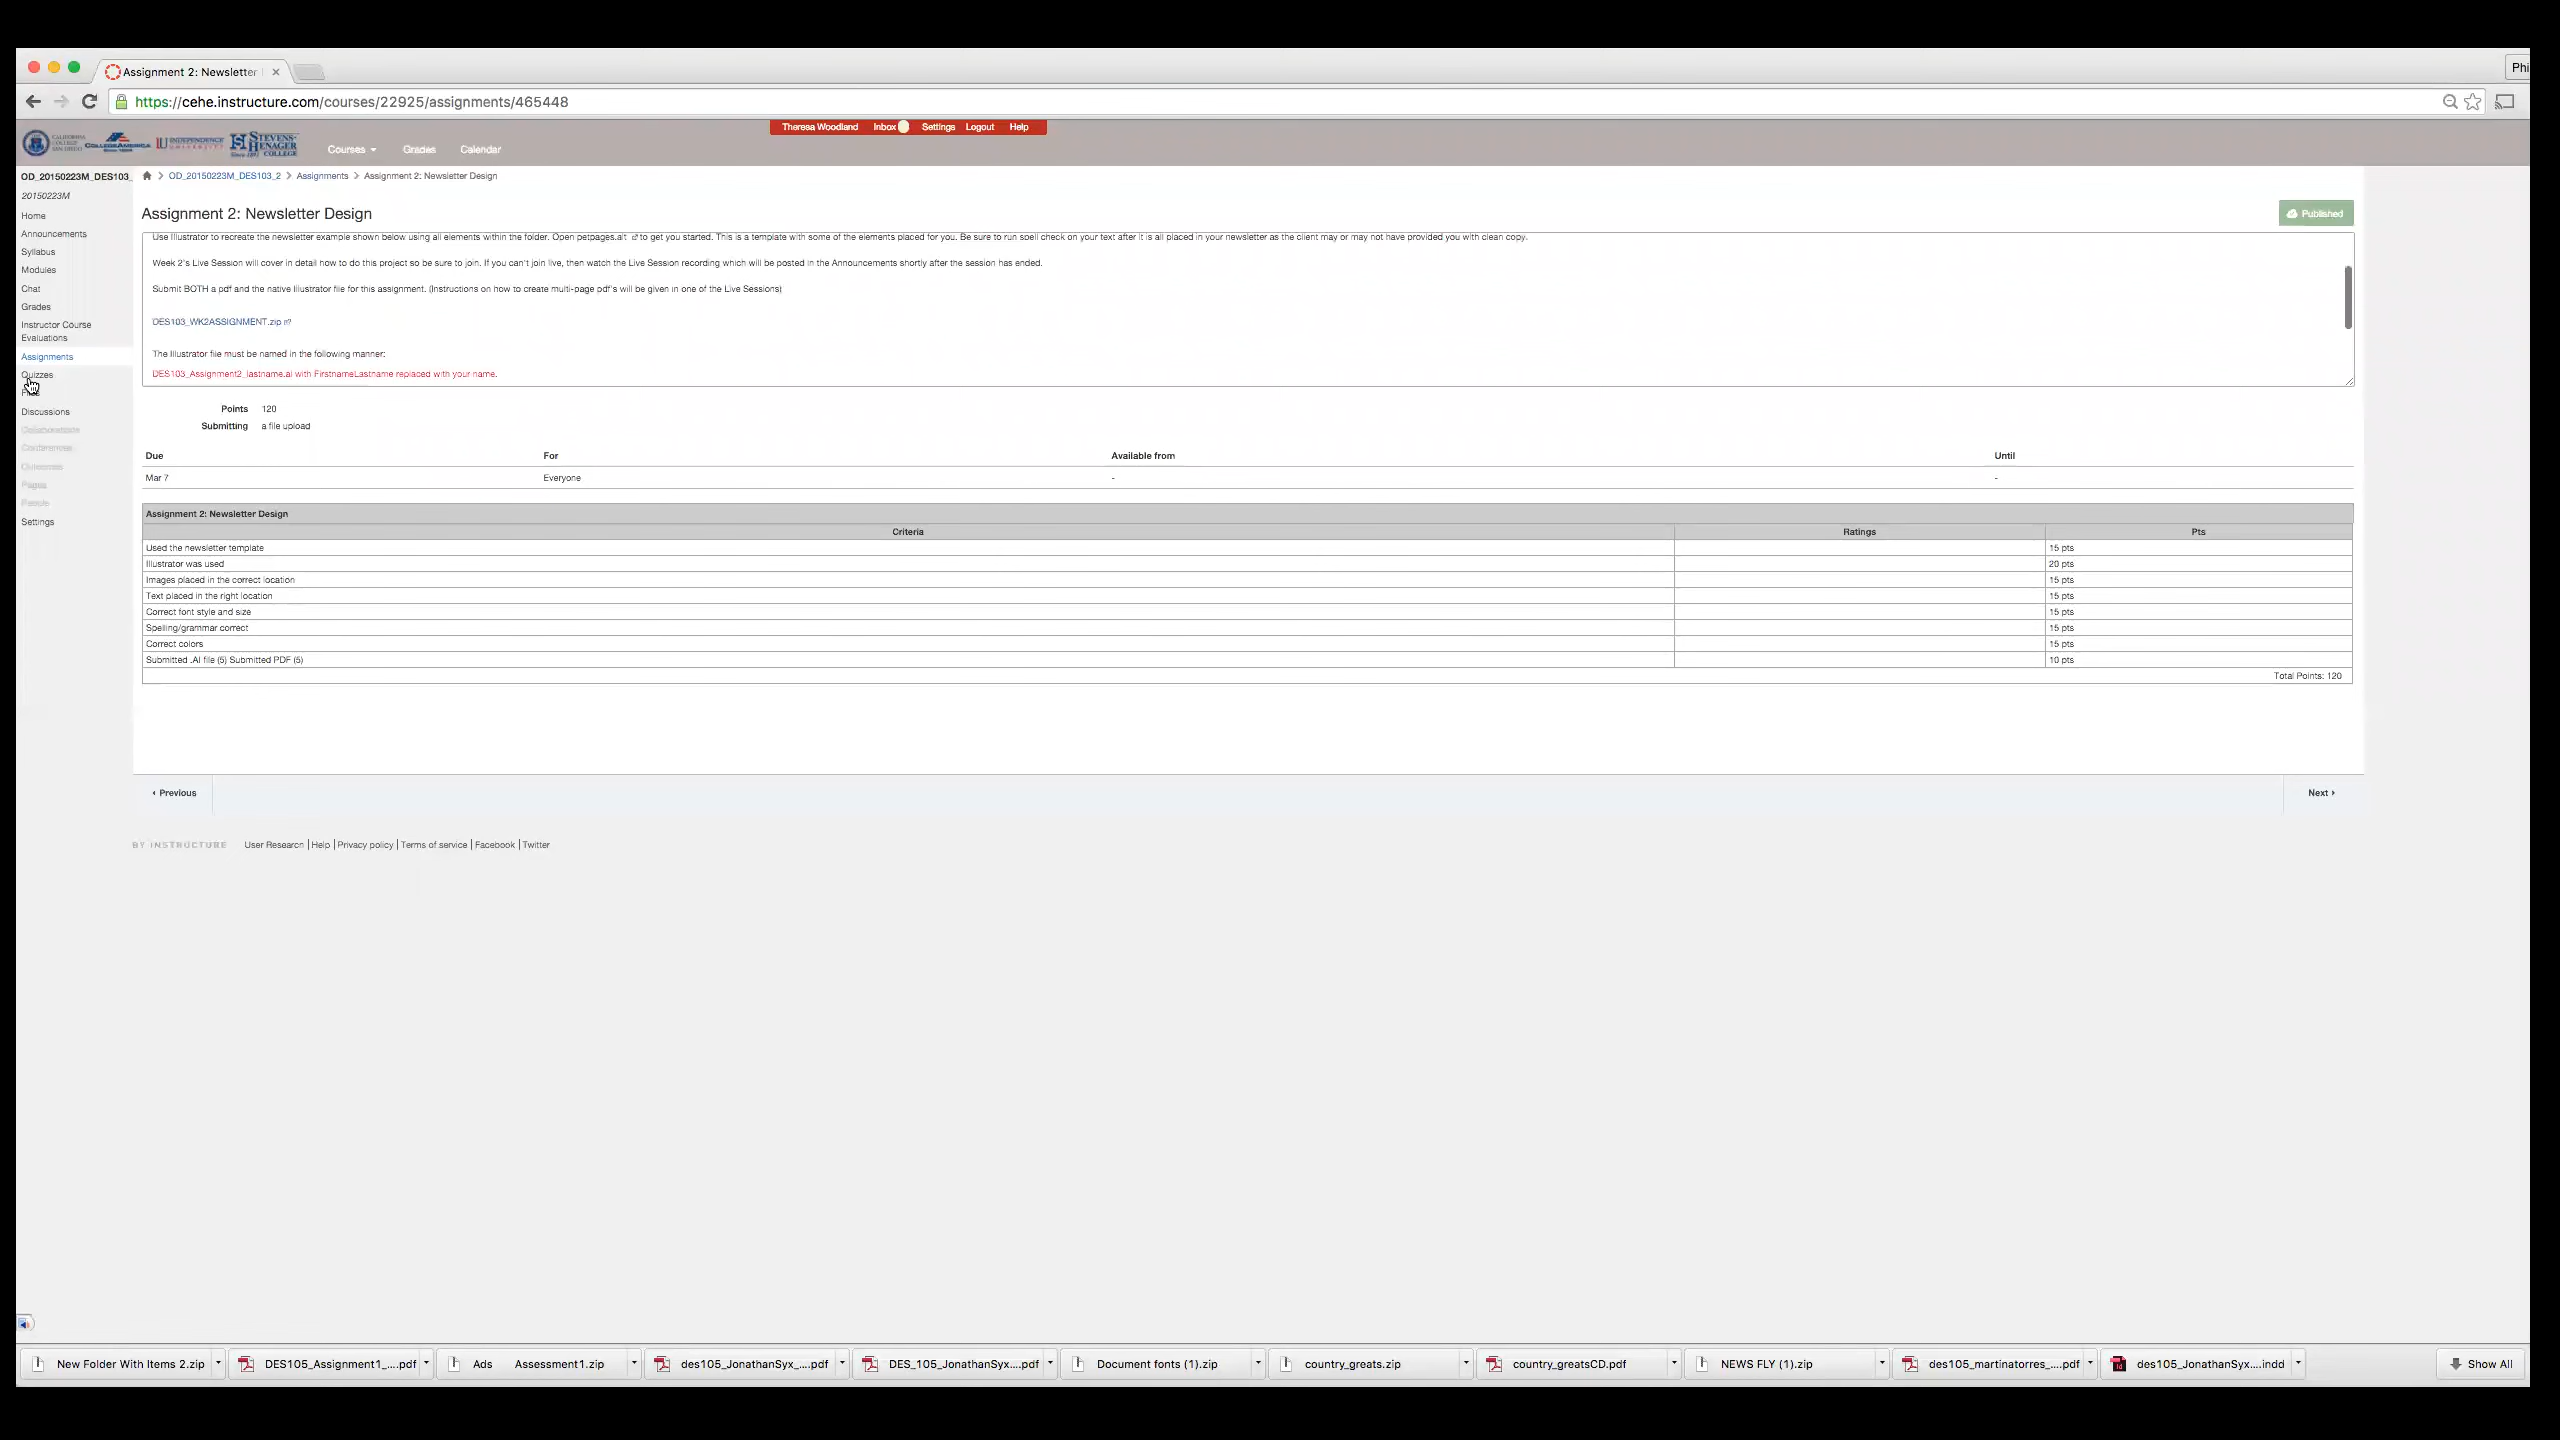 Assignment 2: Newsletter
Phi
https://cehe.instructure.com/courses/22925/assignments/465448
COLLEGEAMERICA
INDEPENDENCE
STEVENS-HENAGER COLLEGE
Theresa Woodland Inbox Settings Logout Help
Courses Grades Calendar
OD_20150223M_DES103_
20150223M
Home
Announcements
Syllabus
Modules
Chat
Grades
Instructor Course
Evaluations
Assignments
Quizzes
Files
Discussions
Collaborations
Conferences
Outcomes
Pages
People
Settings
OD_20150223M_DES103_2 Assignments Assignment 2: Newsletter Design
Assignment 2: Newsletter Design
Published
Use Illustrator to recreate the newsletter example shown below using all elements within the folder. Open petpages.ait to get you started. This is a template with some of the elements placed for you. Be sure to run spell check on your text after it is all placed in your newsletter as the client may or may not have provided you with clean copy.
Week 2's Live Session will cover in detail how to do this project so be sure to join. If you can't join live, then watch the Live Session recording which will be posted in the Announcements shortly after the session has ended.
Submit BOTH a pdf and the native Illustrator file for this assignment. (Instructions on how to create multi-page pdf's will be given in one of the Live Sessions)
DES103_WK2ASSIGNMENT.zip
The Illustrator file must be named in the following manner:
DES103_Assignment2_lastname.ai with FirstnameLastname replaced with your name.
Points 120
Submitting a file upload
Due For Available from Until
Mar 7 Everyone - -
Assignment 2: Newsletter Design
Criteria Ratings Pts
Used the newsletter template 15 pts
Illustrator was used 20 pts
Images placed in the correct location 15 pts
Text placed in the right location 15 pts
Correct font style and size 15 pts
Spelling/grammar correct 15 pts
Correct colors 15 pts
Submitted .AI file (5) Submitted PDF (5) 10 pts
Total Points: 120
Previous
Next
BY INSTRUCTURE User Research | Help | Privacy policy | Terms of service | Facebook | Twitter
New Folder With Items 2.zip DES105_Assignment1_....pdf Ads Assessment1.zip des105_JonathanSyx_....pdf DES_105_JonathanSyx....pdf Document fonts (1).zip country_greats.zip country_greatsCD.pdf NEWS FLY (1).zip des105_martinatorres_....pdf des105_JonathanSyx....indd Show All